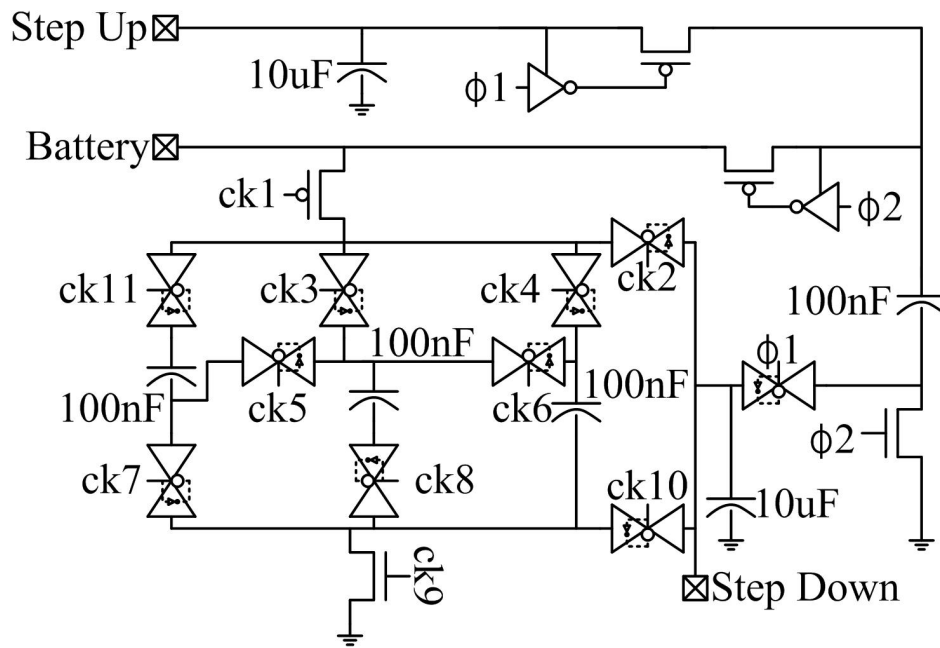 Step Up
10uF
ϕ1
Battery
ck1
ϕ2
ck11
ck3
ck4
ck2
100nF
100nF
ϕ1
100nF
ck5
ck6
100nF
ϕ2
ck7
ck8
ck10
10uF
ck9
Step Down